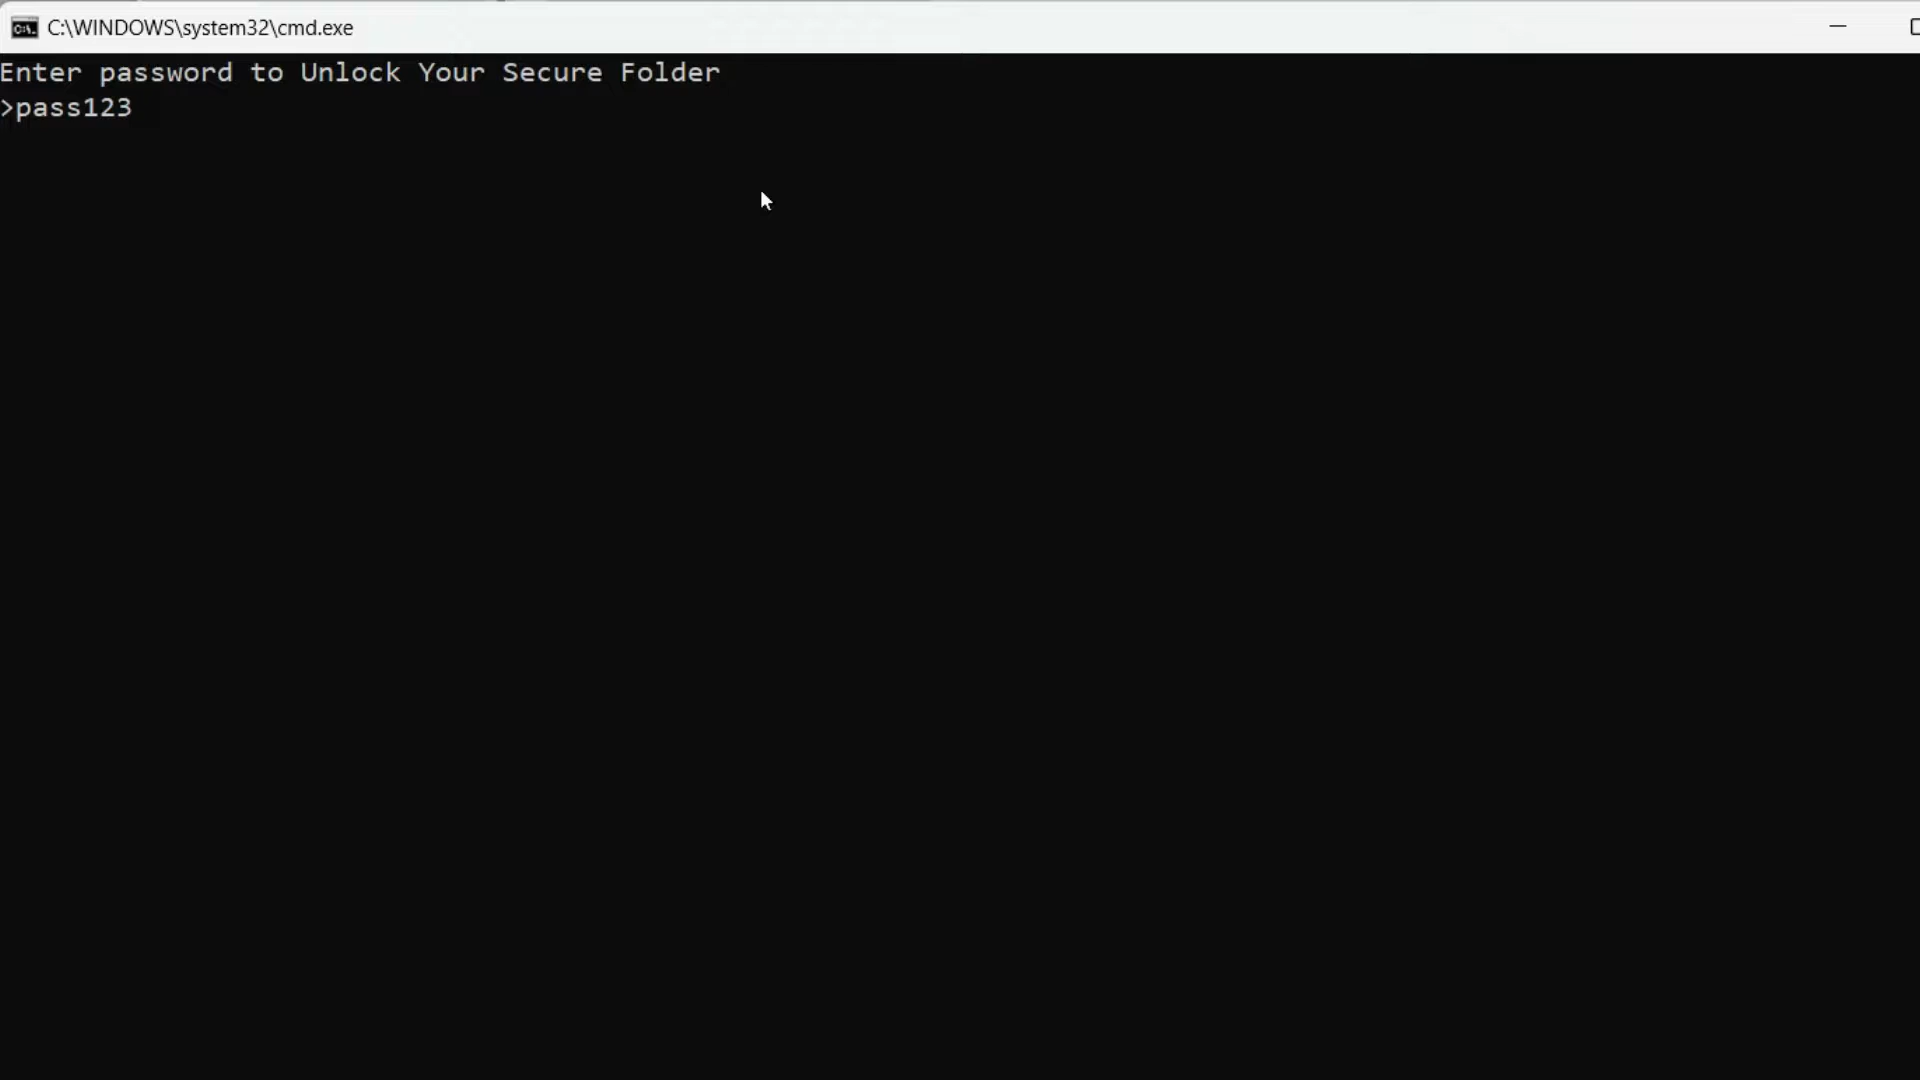 C:\WINDOWS\system32\cmd.exe
Enter password to Unlock Your Secure Folder
>pass123